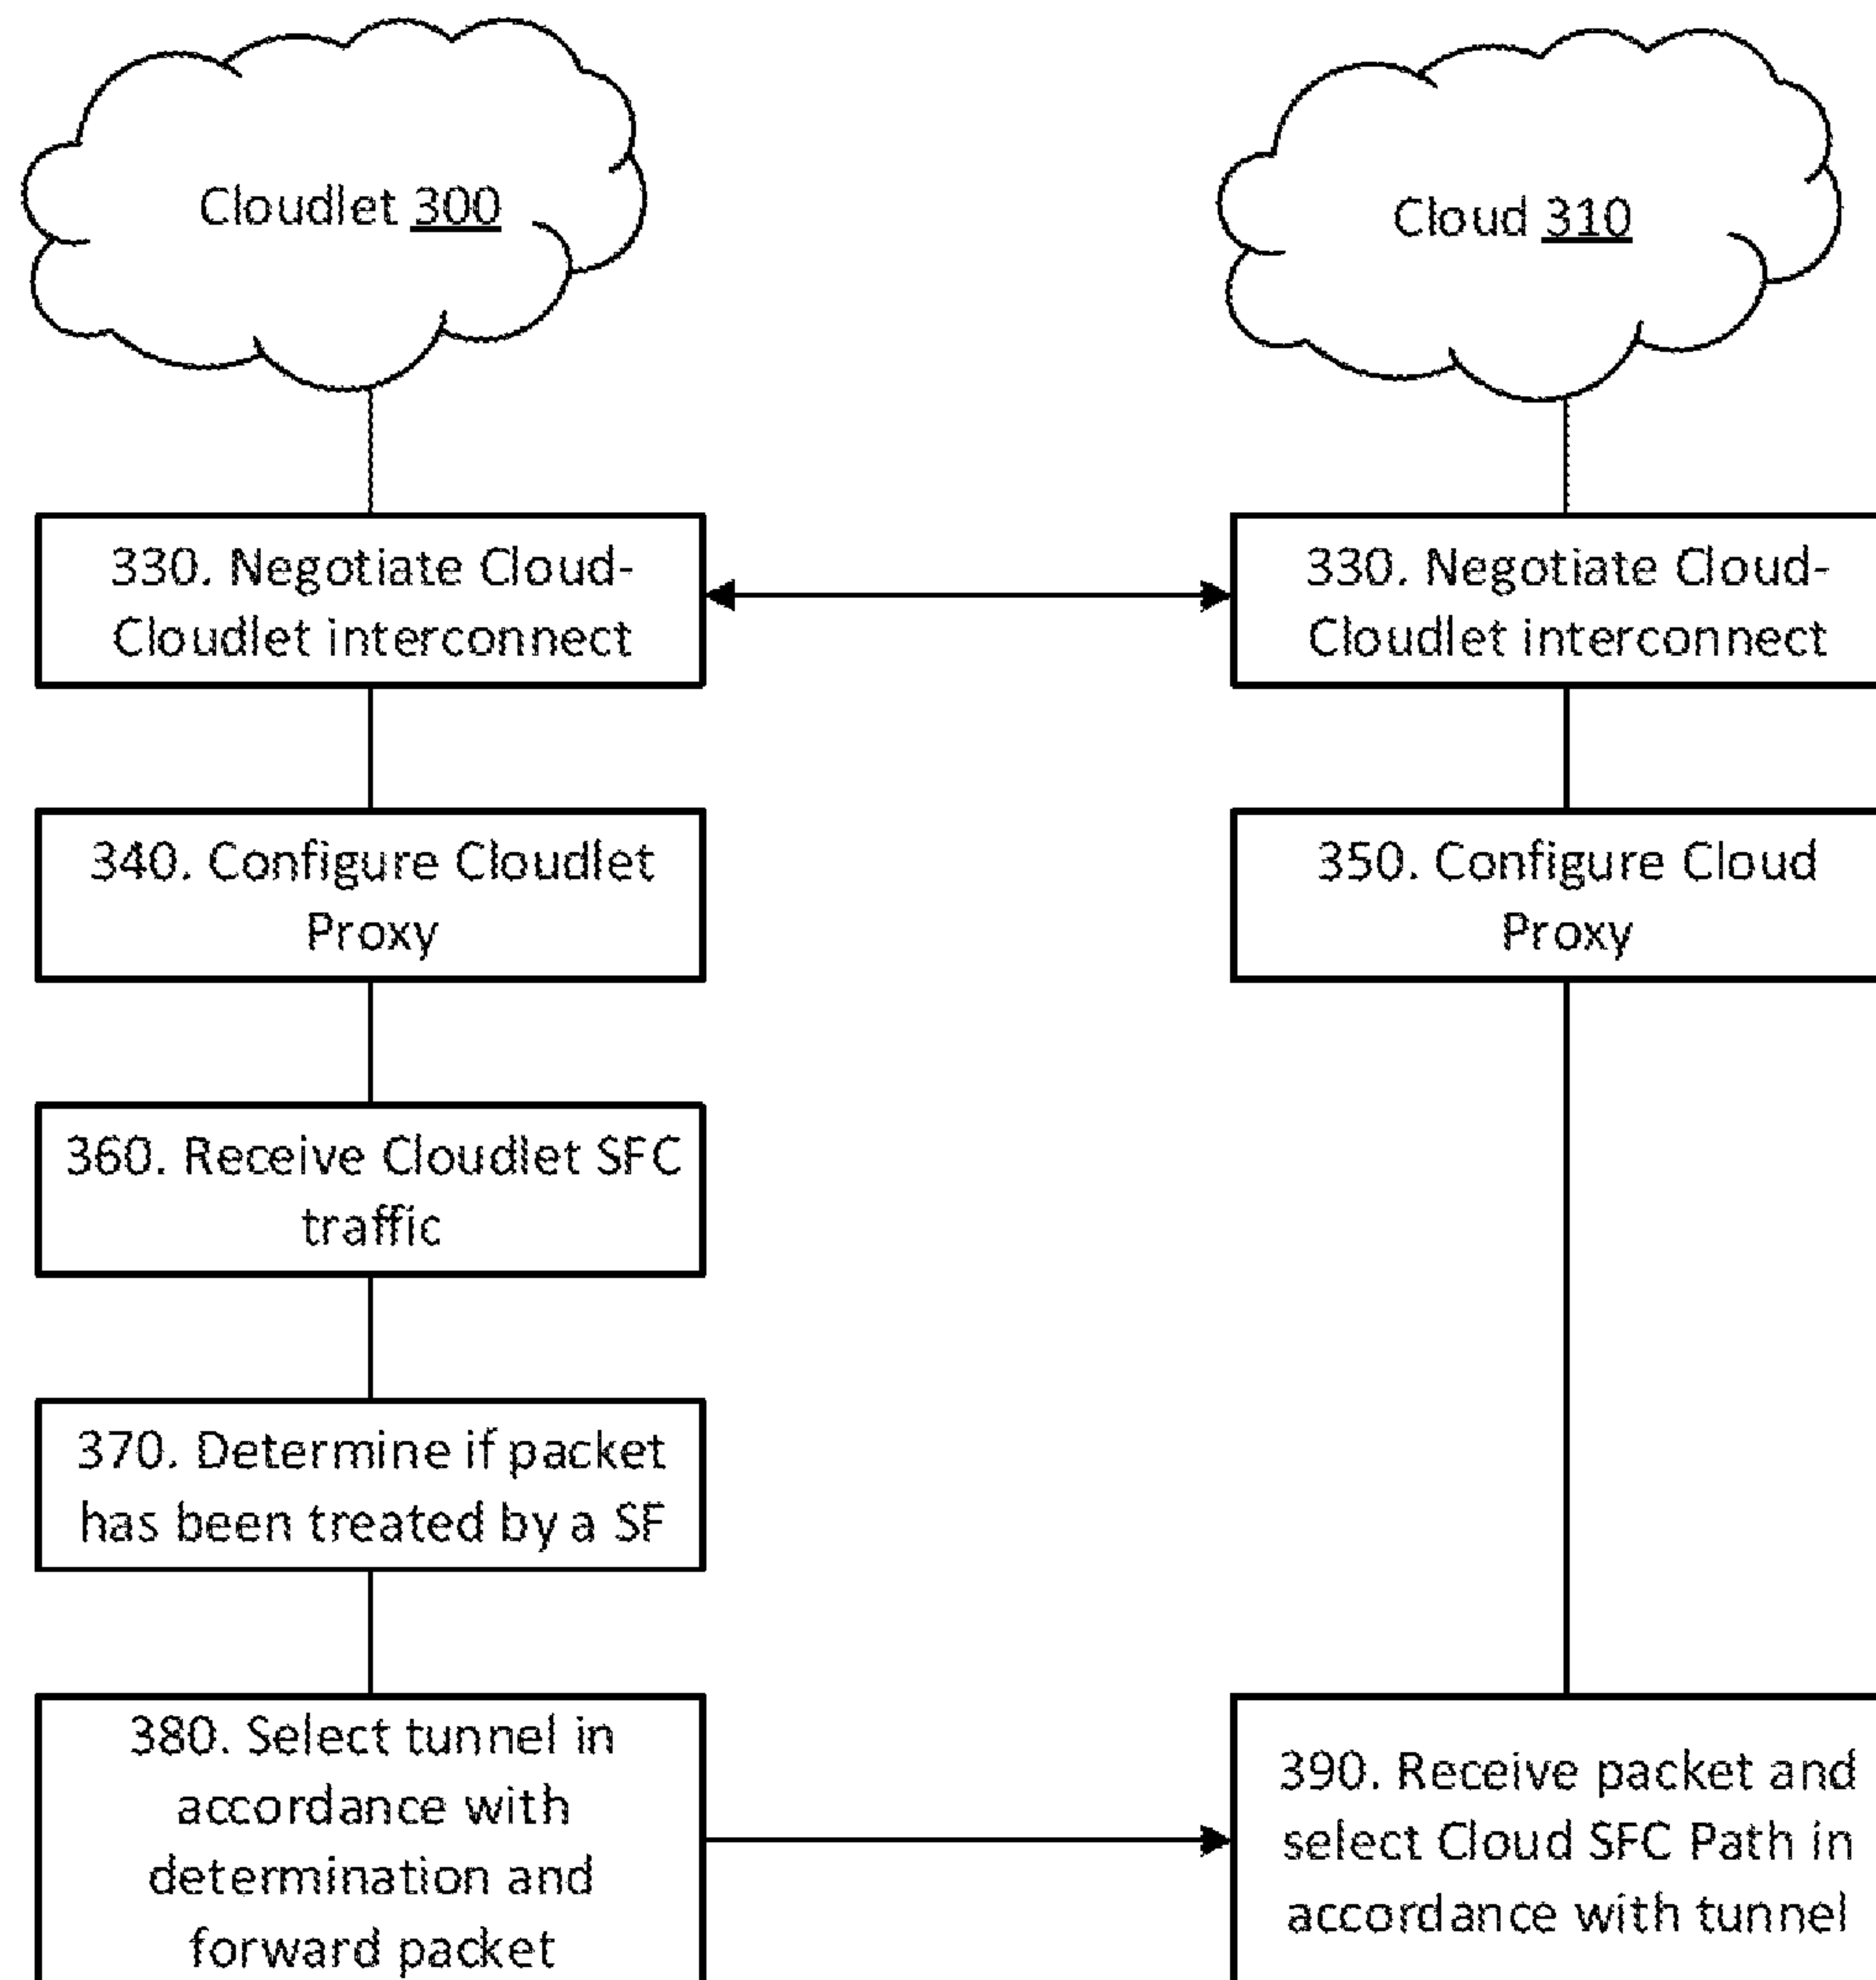 Cloudlet 300
Cloud 310
330. Negotiate Cloud-
Cloudlet interconnect
330. Negotiate Cloud-
Cloudlet interconnect
340. Configure Cloudlet
Proxy
350. Configure Cloud
Proxy
360. Receive Cloudlet SFC
traffic
370. Determine if packet
has been treated by a SF
380. Select tunnel in
accordance with
determination and
forward packet
390. Receive packet and
select Cloud SFC Path in
accordance with tunnel